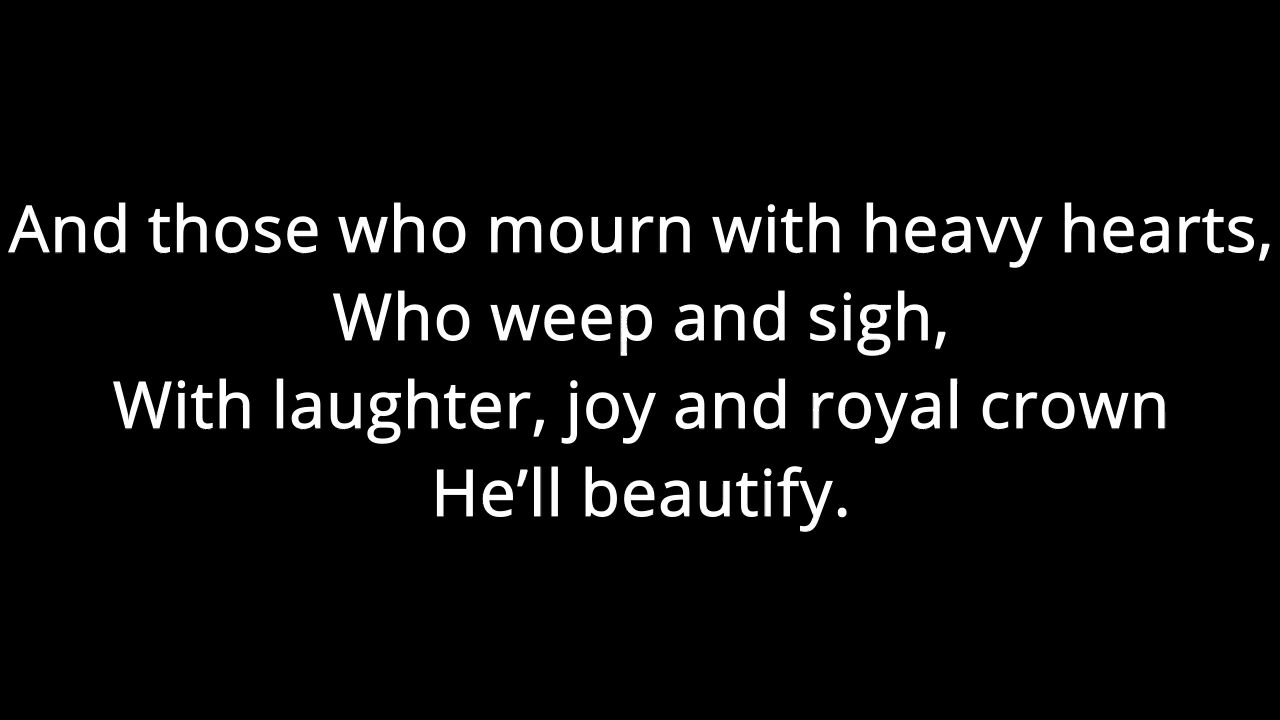 And those who mourn with heavy hearts,
Who weep and sigh,
With laughter, joy and royal crown
He’ll beautify.